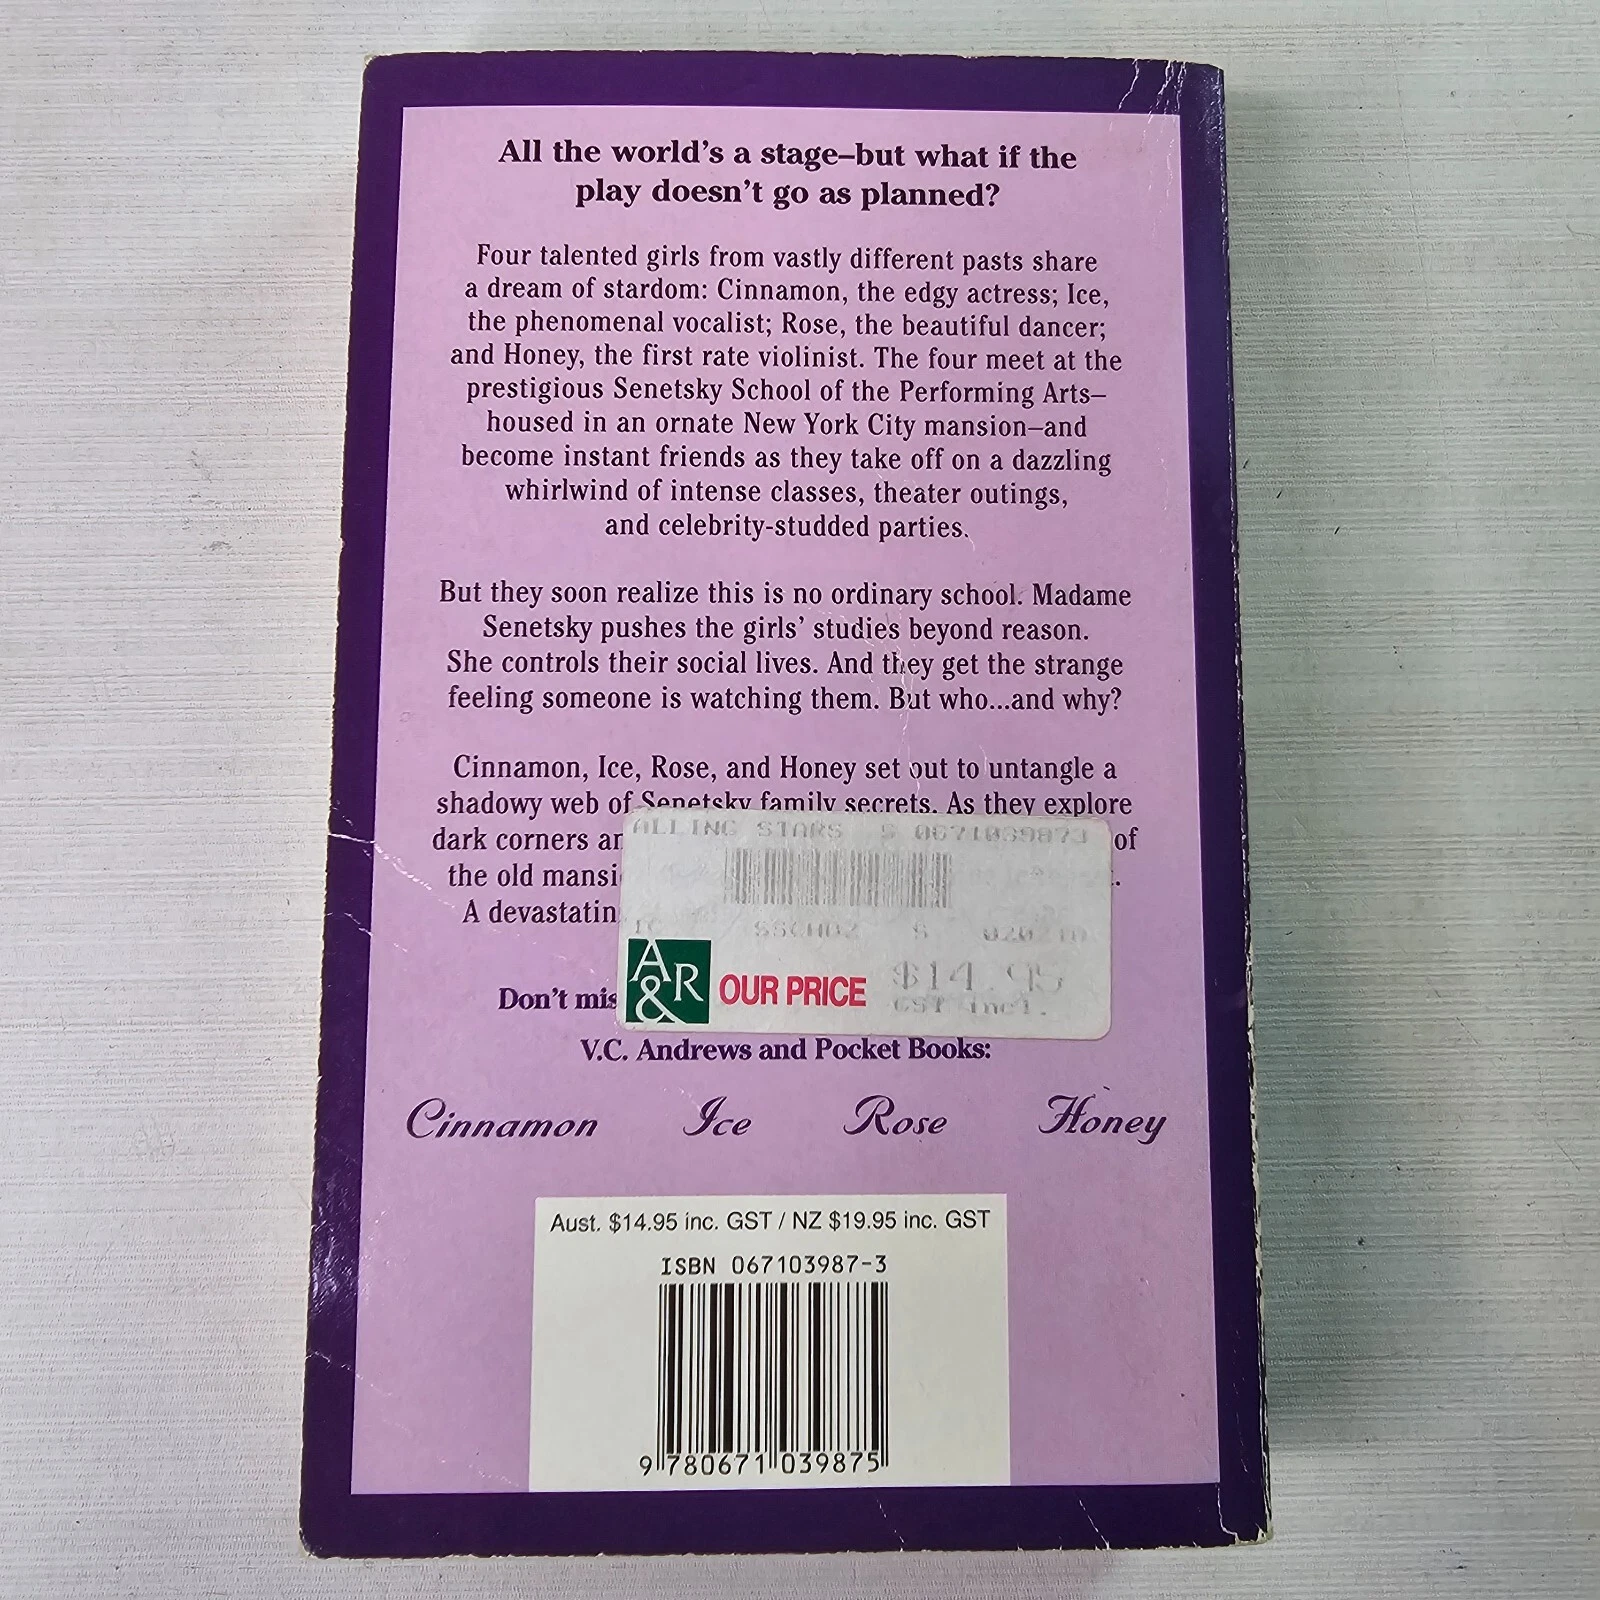 All the world's a stage–but what if the
play doesn't go as planned?
Four talented girls from vastly different pasts share
a dream of stardom: Cinnamon, the edgy actress; Ice,
the phenomenal vocalist; Rose, the beautiful dancer;
and Honey, the first rate violinist. The four meet at the
prestigious Senetsky School of the Performing Arts–
housed in an ornate New York City mansion–and
become instant friends as they take off on a dazzling
whirlwind of intense classes, theater outings,
and celebrity-studded parties.
But they soon realize this is no ordinary school. Madame
Senetsky pushes the girls' studies beyond reason.
She controls their social lives. And they get the strange
feeling someone is watching them. But who...and why?
Cinnamon, Ice, Rose, and Honey set out to untangle a
shadowy web of Senetsky family secrets. As they explore
dark corners of
the old
A
ALLING STARS S 0671039873
SSCH02 S
A&R OUR PRICE $14.95
GST incl.
Don't
V.C. Andrews and Pocket Books:
Cinnamon Ice Rose Honey
Aust. $14.95 inc. GST / NZ $19.95 inc. GST
ISBN 067103987-3
9 780671 039875